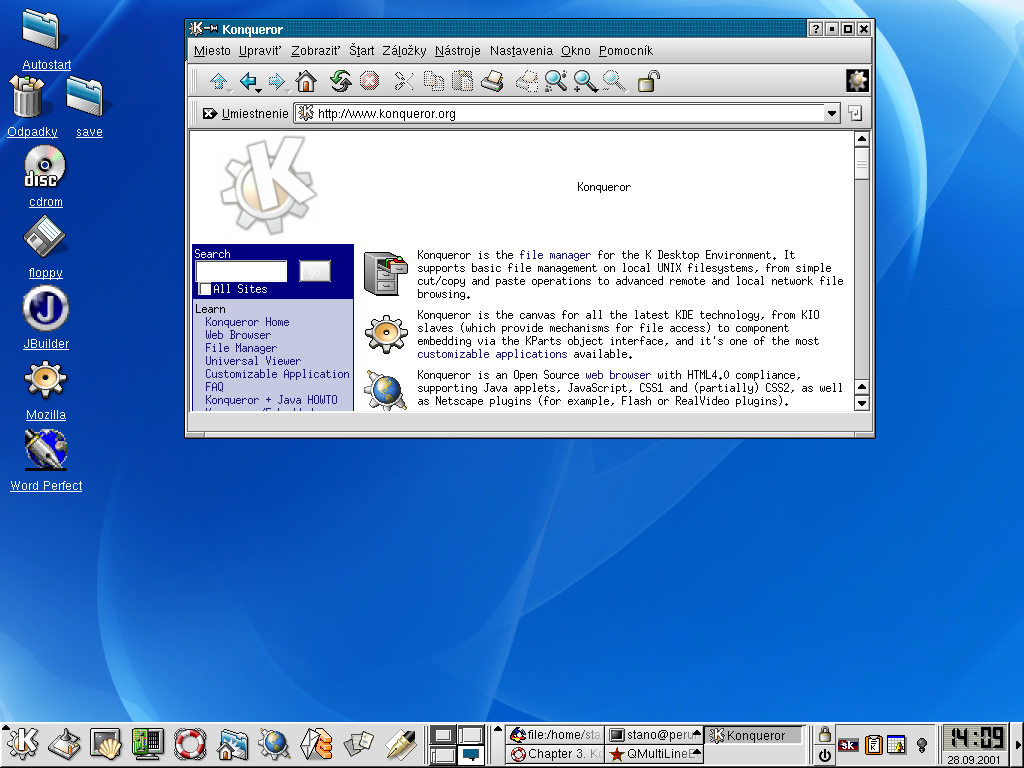 Autostart
Odpadky
save
disc
cdrom
floppy
JBuilder
Mozilla
Word Perfect
Konqueror
Miesto Upraviť Zobraziť Štart Záložky Nástroje Nastavenia Okno Pomocník
Umiestnenie http://www.konqueror.org
Konqueror
Search
go
All Sites
Learn
Konqueror Home
Web Browser
File Manager
Universal Viewer
Customizable Application
FAQ
Konqueror + Java HOWTO
Konqueror is the file manager for the K Desktop Environment. It
supports basic file management on local UNIX filesystems, from simple
cut/copy and paste operations to advanced remote and local network file
browsing.
Konqueror is the canvas for all the latest KDE technology, from KIO
slaves (which provide mechanisms for file access) to component
embedding via the KParts object interface, and it's one of the most
customizable applications available.
Konqueror is an Open Source web browser with HTML4.0 compliance,
supporting Java applets, JavaScript, CSS1 and (partially) CSS2, as well
as Netscape plugins (for example, Flash or RealVideo plugins).
file:/home/sta
stano@peru
Konqueror
Chapter 3. Ko
QMultiLineE
sk
14:09
28.09.2001